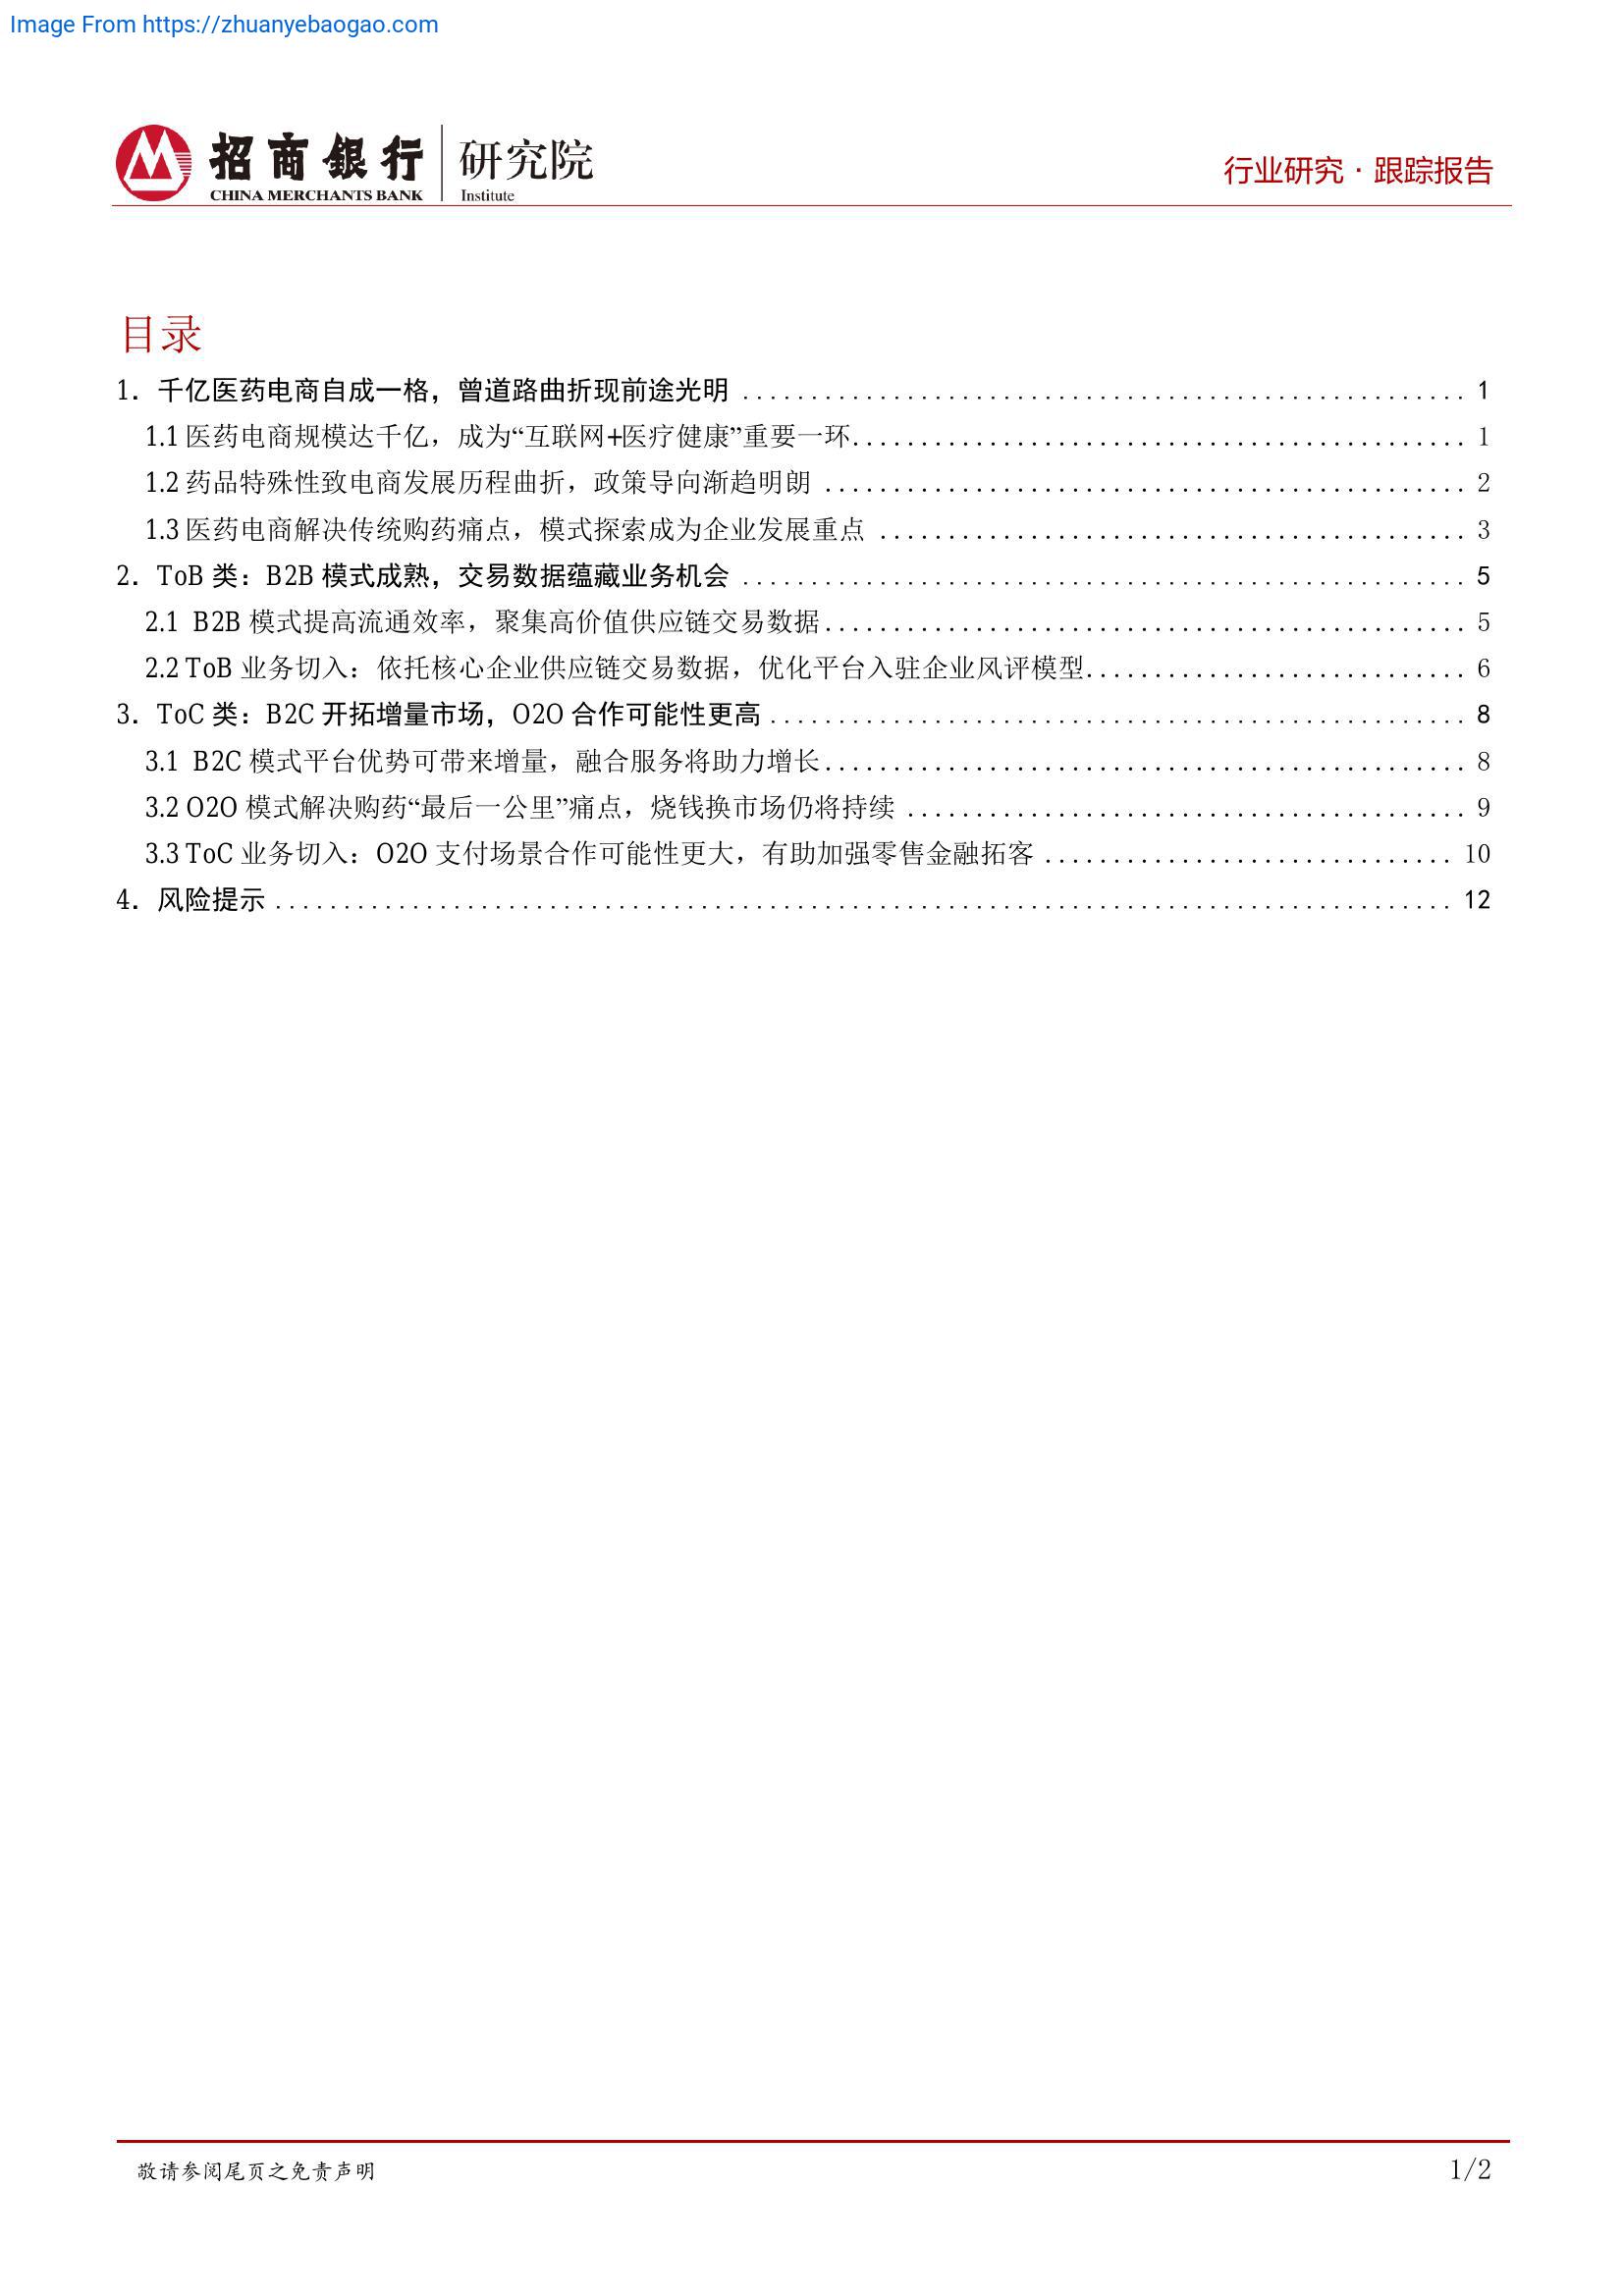 Image From https://zhuanyebaogao.com
招商銀行 研究院
CHINA MERCHANTS BANK Institute
行业研究·跟踪报告
目录
1. 千亿医药电商自成一格，曾道路曲折现前途光明 ..................................................... 1
1.1 医药电商规模达千亿，成为“互联网+医疗健康”重要一环............................................. 1
1.2 药品特殊性致电商发展历程曲折，政策导向渐趋明朗 ............................................... 2
1.3 医药电商解决传统购药痛点，模式探索成为企业发展重点 ........................................... 3
2. ToB 类：B2B 模式成熟，交易数据蕴藏业务机会 ..................................................... 5
2.1 B2B 模式提高流通效率，聚集高价值供应链交易数据............................................... 5
2.2 ToB 业务切入：依托核心企业供应链交易数据，优化平台入驻企业风评模型............................ 6
3. ToC 类：B2C 开拓增量市场，O2O 合作可能性更高 ................................................... 8
3.1 B2C 模式平台优势可带来增量，融合服务将助力增长............................................... 8
3.2 O2O 模式解决购药“最后一公里”痛点，烧钱换市场仍将持续 ......................................... 9
3.3 ToC 业务切入：O2O 支付场景合作可能性更大，有助加强零售金融拓客 .............................. 10
4. 风险提示 ...................................................................................... 12
敬请参阅尾页之免责声明
1/2